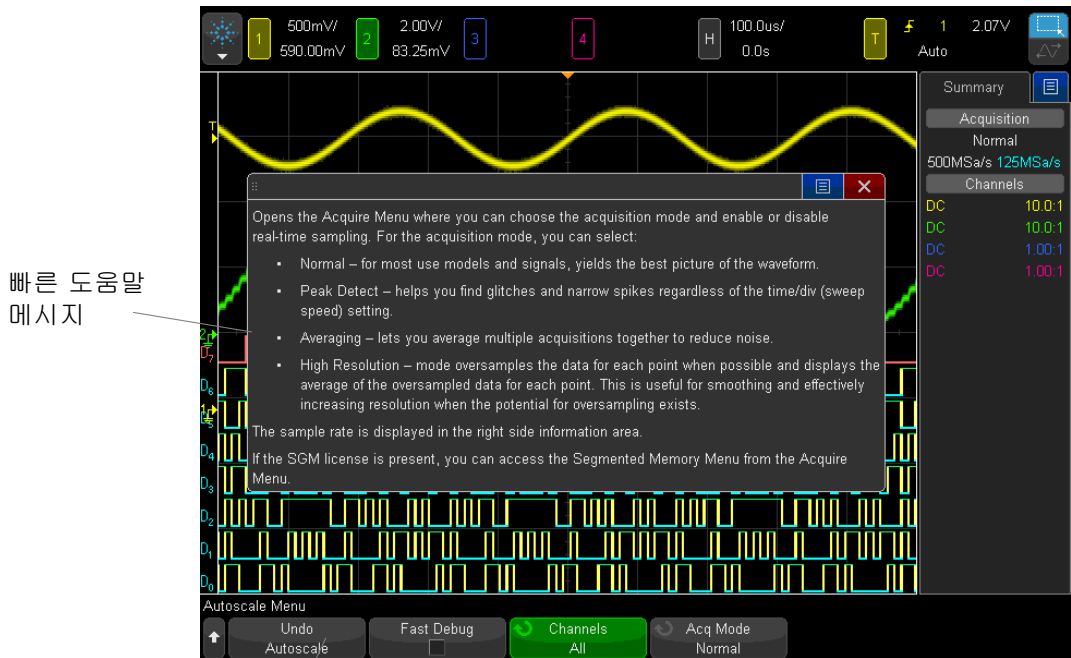 1
500mV/
590.00mV
2
2.00V/
83.25mV
3
4
H
100.0us/
0.0s
T
1
2.07V
Auto
Summary
Acquisition
Normal
500MSa/s 125MSa/s
Channels
DC 10.0:1
DC 10.0:1
DC 1.00:1
DC 1.00:1
T
빠른 도움말
메시지
Opens the Acquire Menu where you can choose the acquisition mode and enable or disable
real-time sampling. For the acquisition mode, you can select:
• Normal – for most use models and signals, yields the best picture of the waveform.
• Peak Detect – helps you find glitches and narrow spikes regardless of the time/div (sweep
speed) setting.
• Averaging – lets you average multiple acquisitions together to reduce noise.
• High Resolution – mode oversamples the data for each point when possible and displays the
average of the oversampled data for each point. This is useful for smoothing and effectively
increasing resolution when the potential for oversampling exists.
The sample rate is displayed in the right side information area.
If the SGM license is present, you can access the Segmented Memory Menu from the Acquire
Menu.
2
D7
D6
D5
D4
D3
D2
D1
D0
Autoscale Menu
Undo
Autoscale
Fast Debug
Channels
All
Acq Mode
Normal